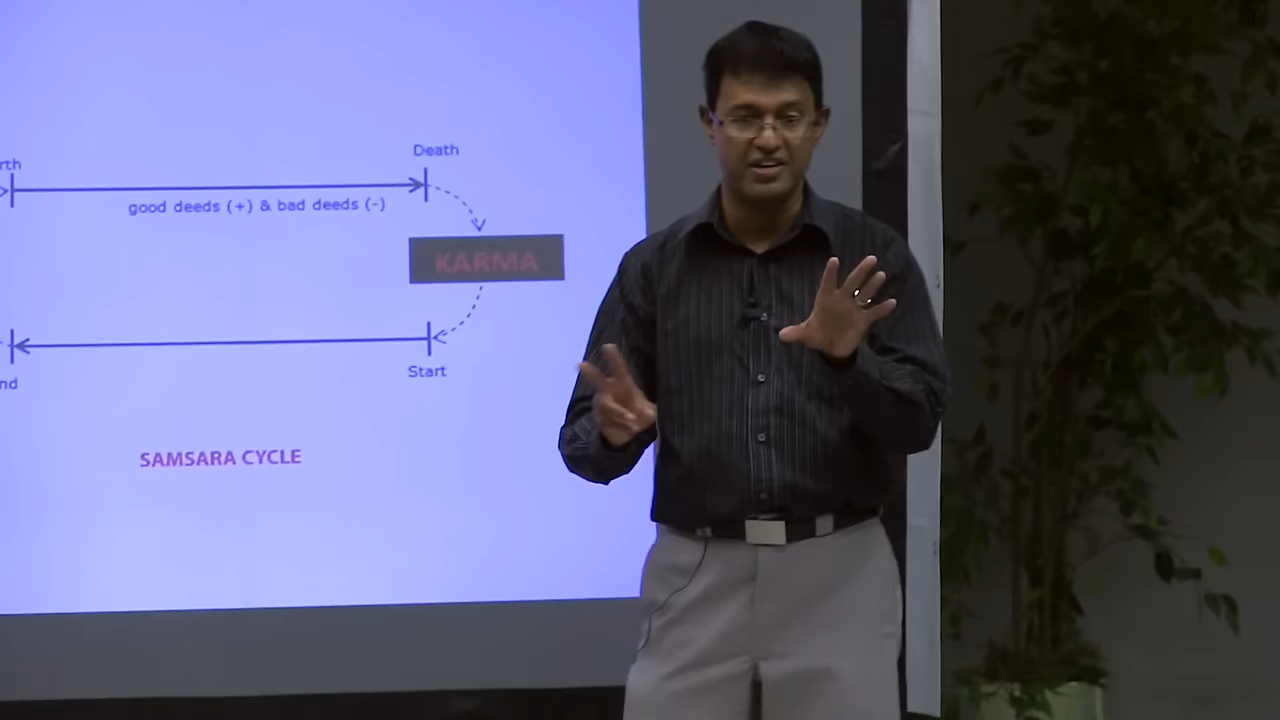 rth
Death
good deeds (+) & bad deeds (-)
KARMA
nd
Start
SAMSARA CYCLE